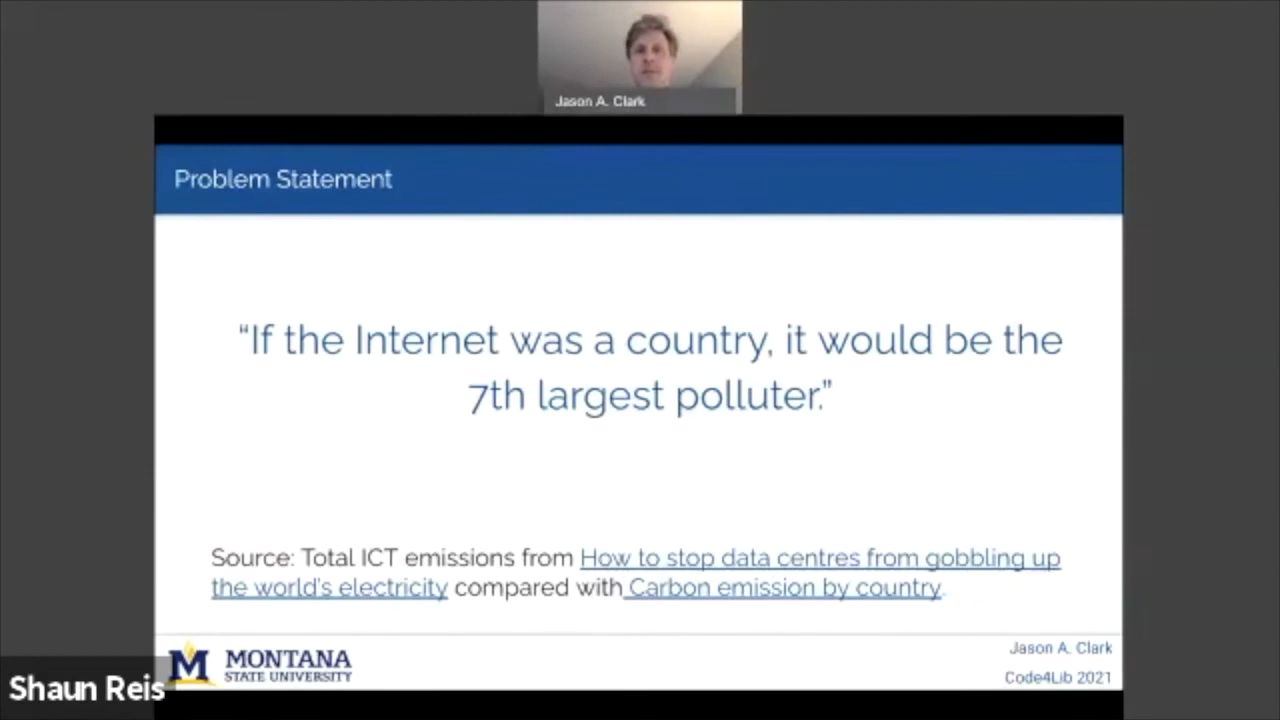 Jason A. Clark
Problem Statement
“If the Internet was a country, it would be the
7th largest polluter.”
Source: Total ICT emissions from How to stop data centres from gobbling up
the world's electricity compared with Carbon emission by country.
M MONTANA
STATE UNIVERSITY
Jason A. Clark
Code4Lib 2021
Shaun Reis